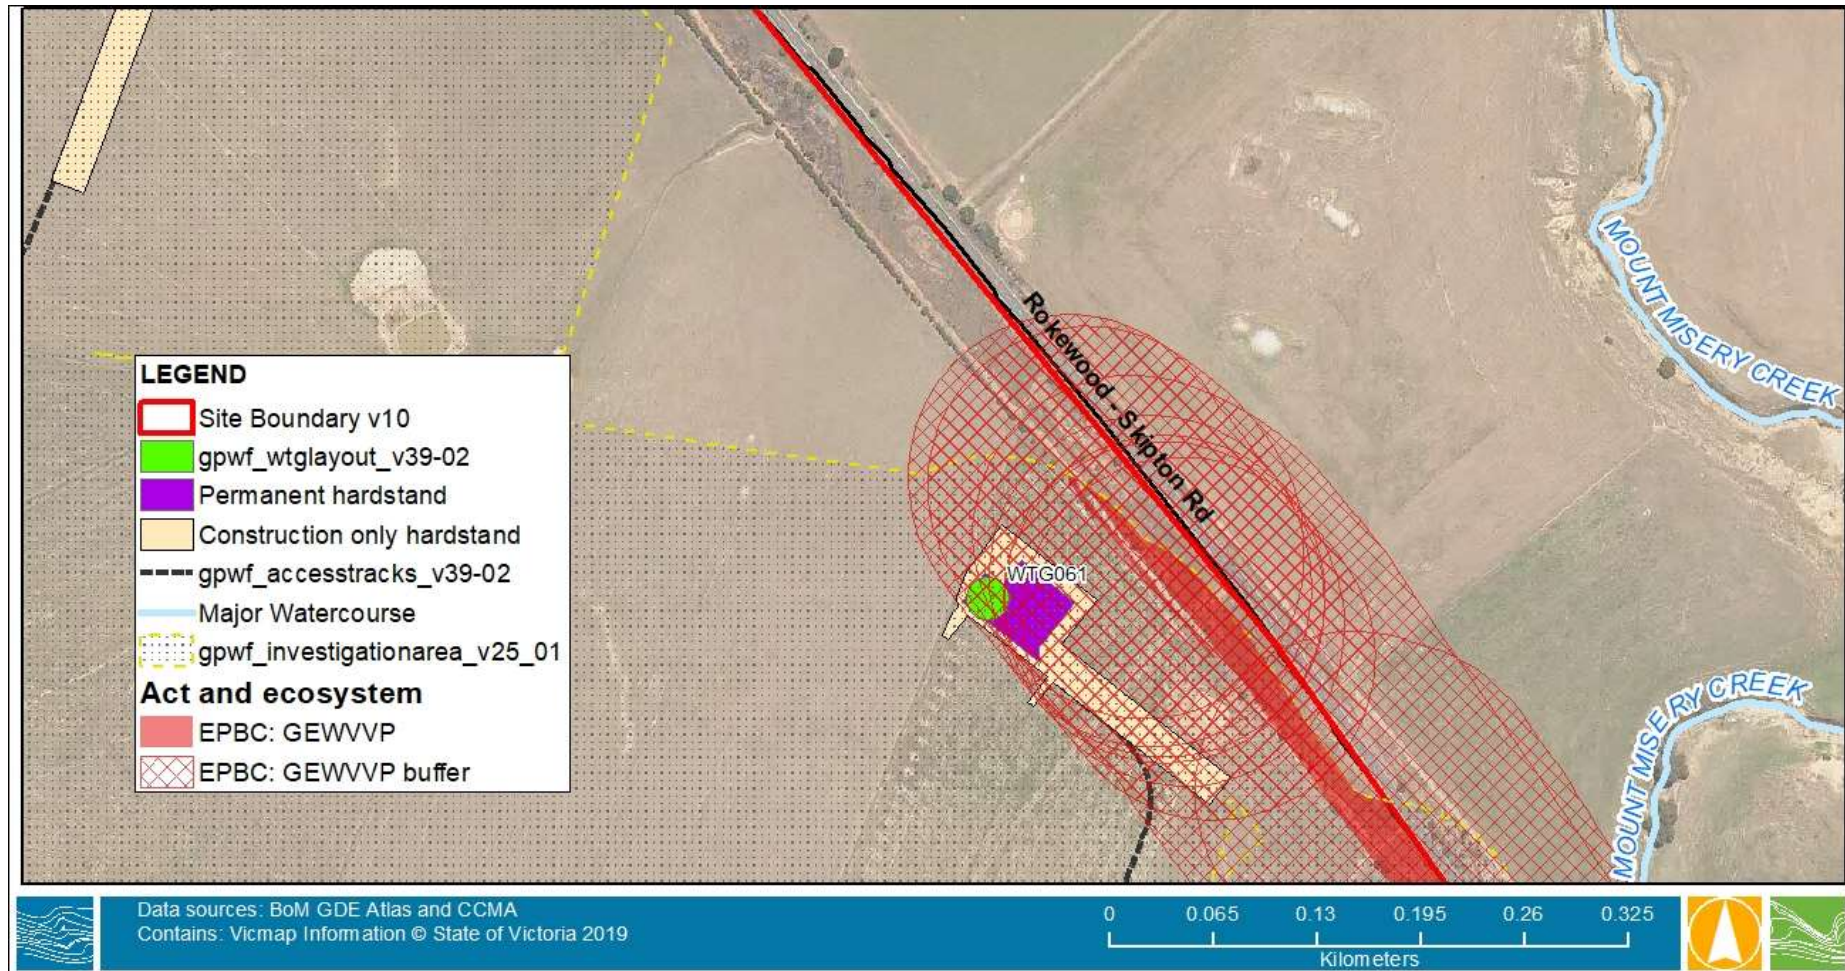 Rokewood - Skipton Rd
MOUNT MISERY CREEK
WTG061
MOUNT MISERY CREEK
LEGEND
Site Boundary v10
gpwf_wtglayout_v39-02
Permanent hardstand
Construction only hardstand
gpwf_accesstracks_v39-02
Major Watercourse
gpwf_investigationarea_v25_01
Act and ecosystem
EPBC: GEWVVP
EPBC: GEWVVP buffer
Data sources: BoM GDE Atlas and CCMA
Contains: Vicmap Information © State of Victoria 2019
0 0.065 0.13 0.195 0.26 0.325
Kilometers